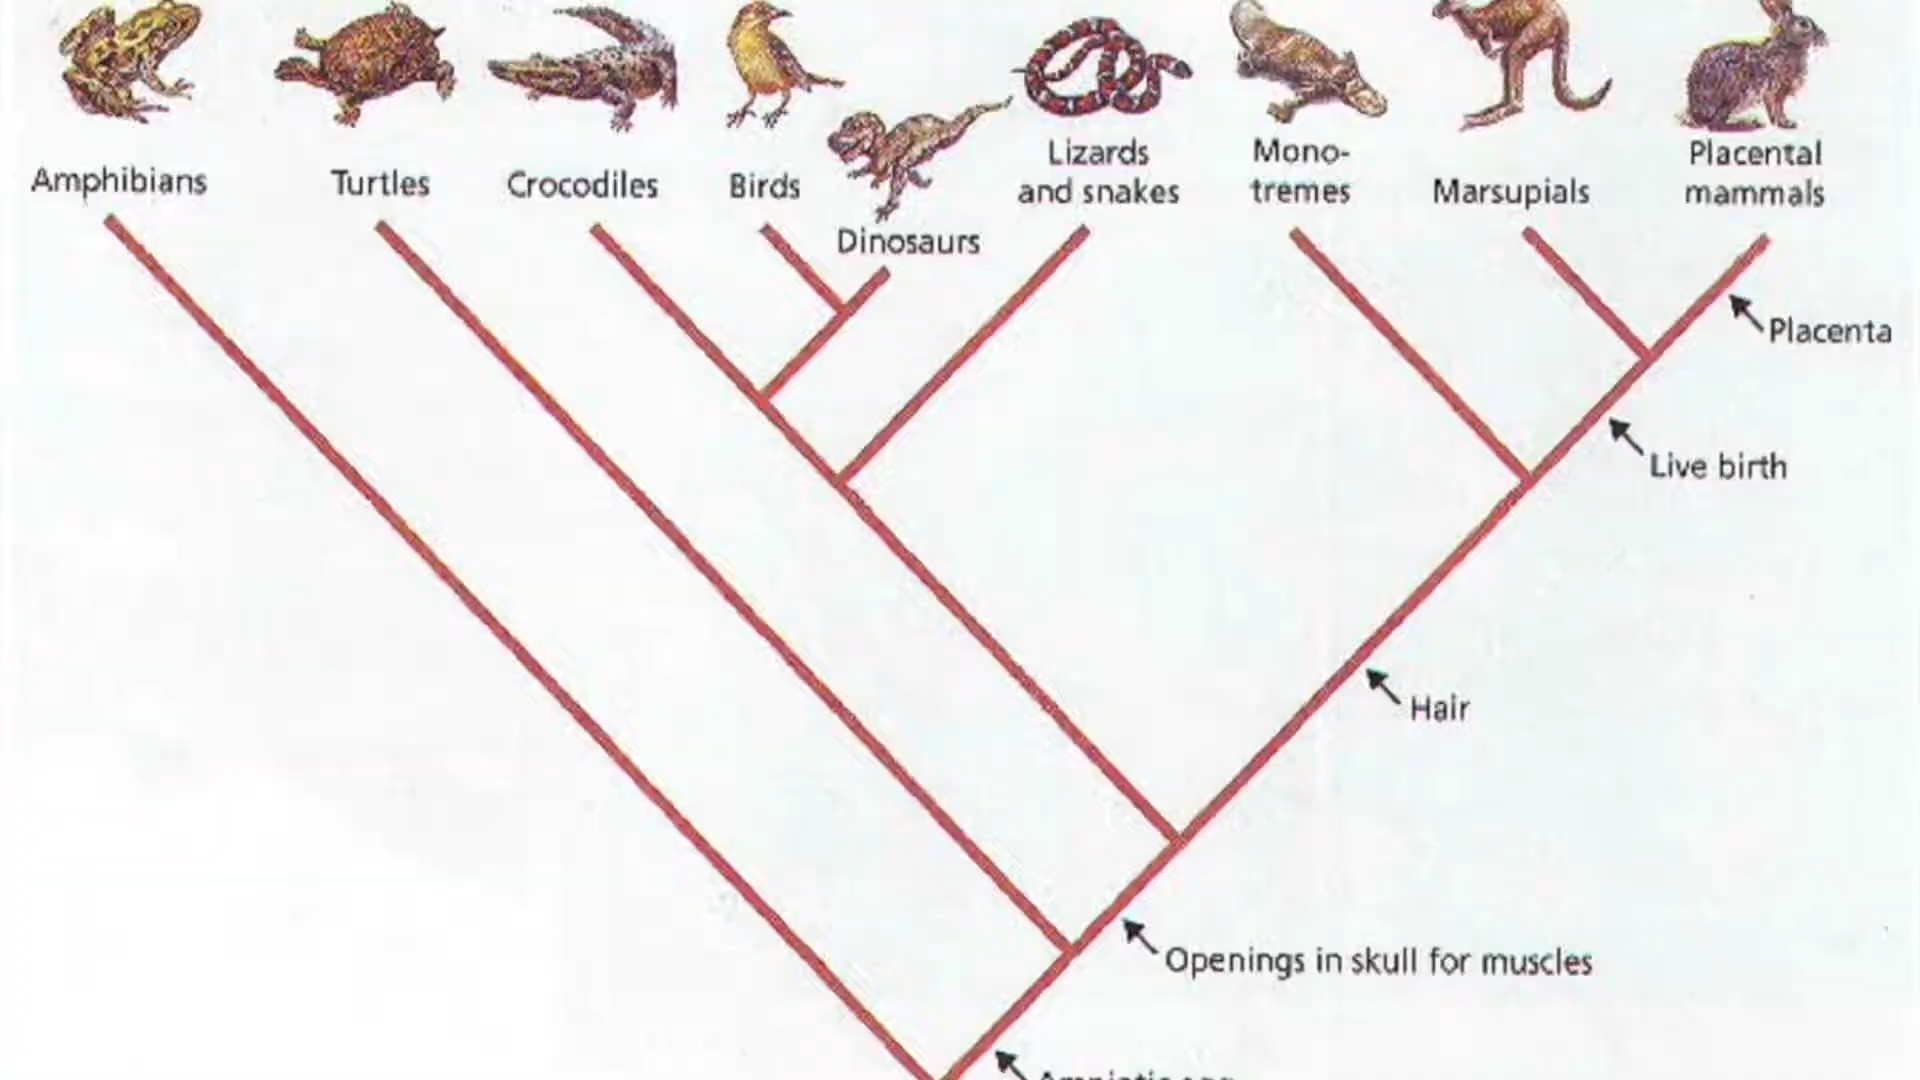 Amphibians
Turtles
Crocodiles
Birds
Dinosaurs
Lizards
and snakes
Mono-
tremes
Marsupials
Placental
mammals
Placenta
Live birth
Hair
Openings in skull for muscles